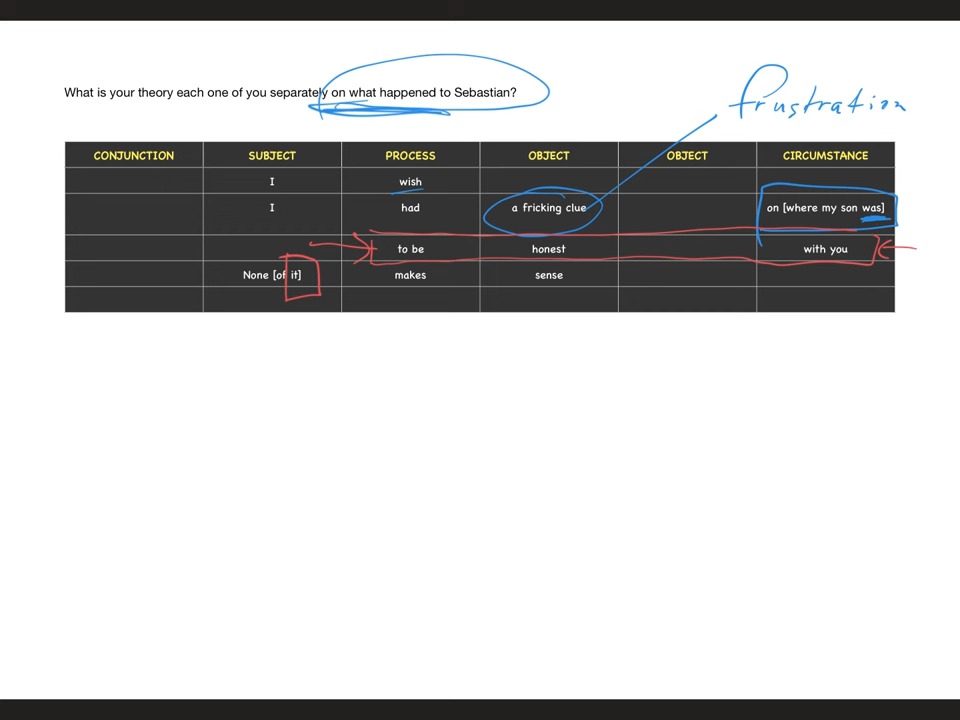 What is your theory each one of you separately on what happened to Sebastian?
frustration
CONJUNCTION SUBJECT PROCESS OBJECT OBJECT CIRCUMSTANCE
I wish
I had a fricking clue on [where my son was]
to be honest with you
None [of it] makes sense